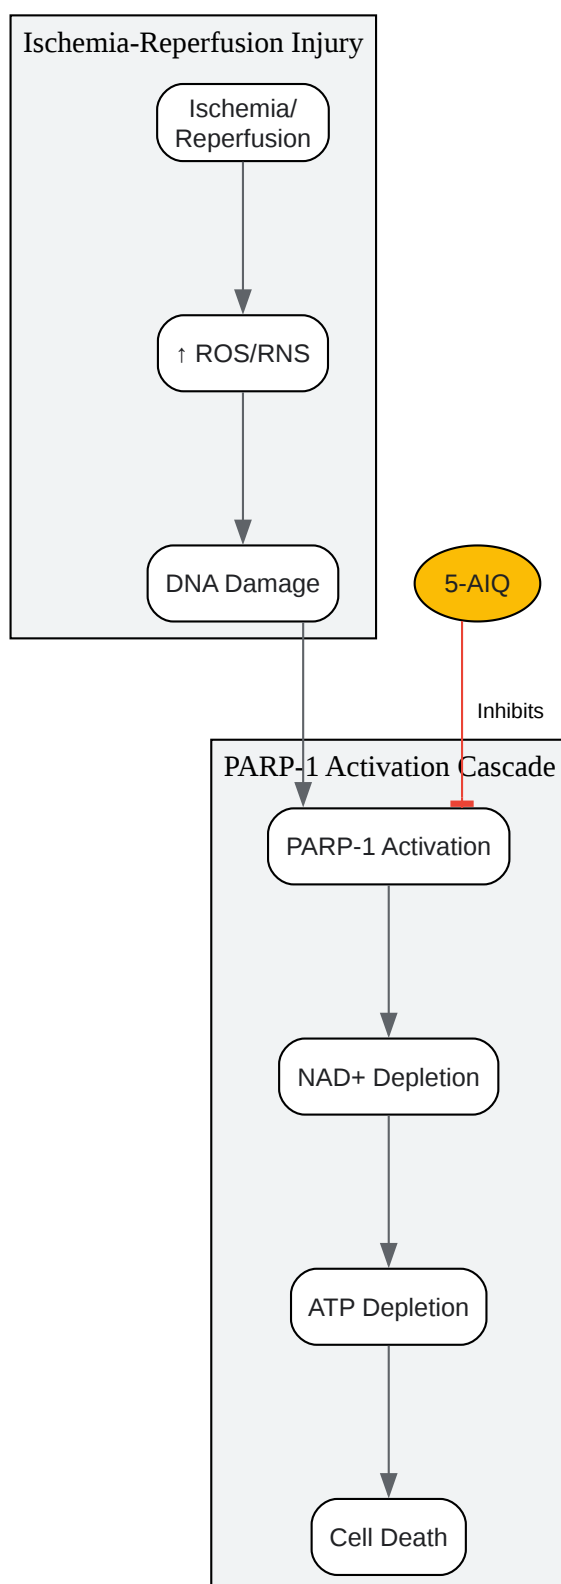 Ischemia-Reperfusion Injury
Ischemia/
Reperfusion
↑ ROS/RNS
DNA Damage
5-AIQ
Inhibits
PARP-1 Activation Cascade
PARP-1 Activation
NAD+ Depletion
ATP Depletion
Cell Death